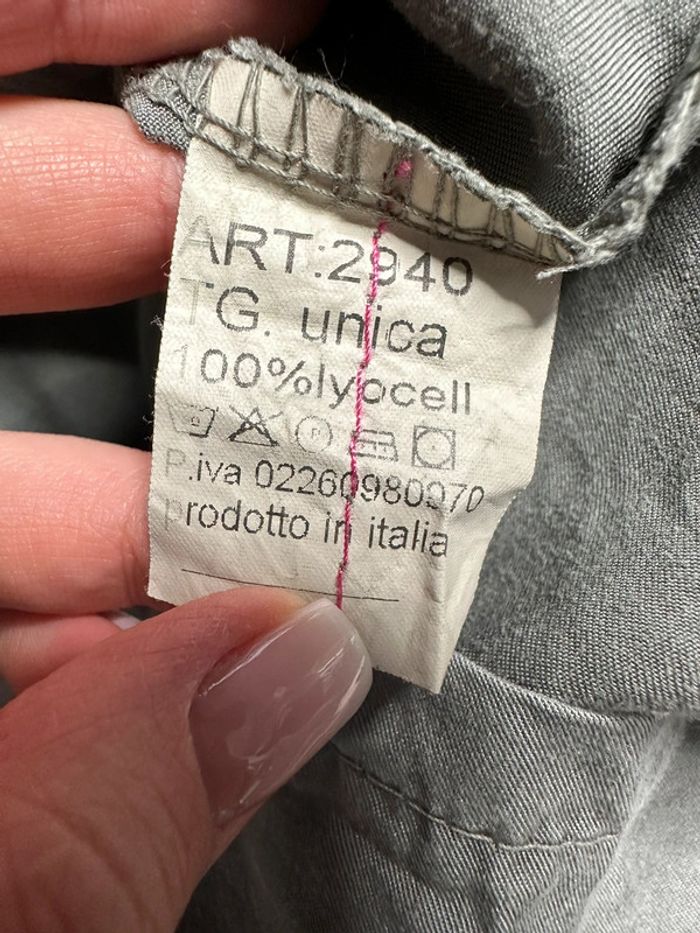 ART:2940
TG. unica
100%lyocell
P
P.iva 02260980970
prodotto in italia